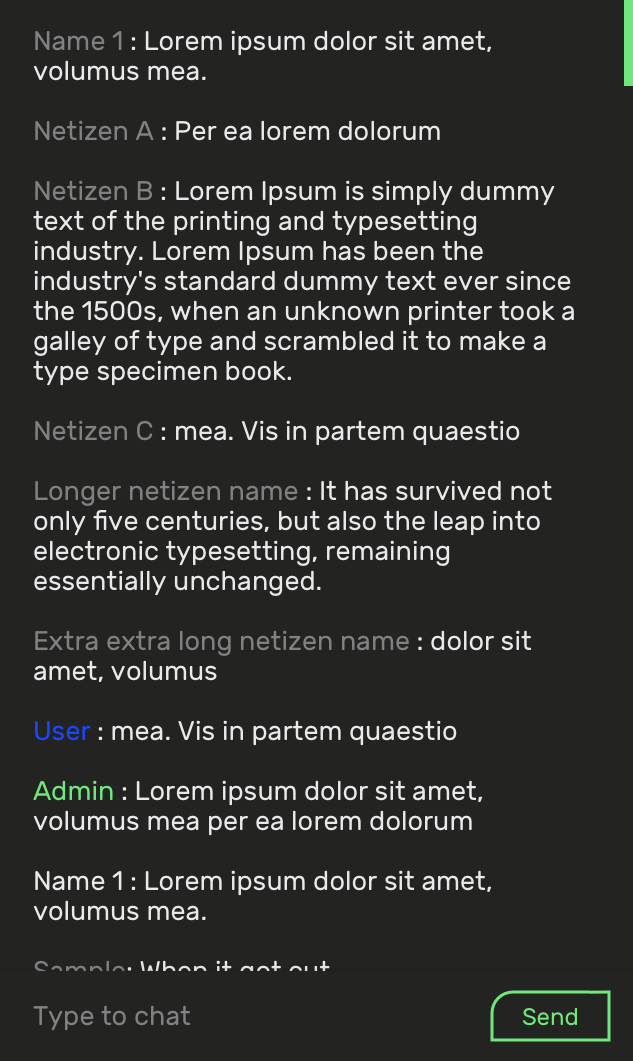 Name 1 : Lorem ipsum dolor sit amet,
volumus mea.
Netizen A : Per ea lorem dolorum
Netizen B : Lorem Ipsum is simply dummy
text of the printing and typesetting
industry. Lorem Ipsum has been the
industry's standard dummy text ever since
the 1500s, when an unknown printer took a
galley of type and scrambled it to make a
type specimen book.
Netizen C : mea. Vis in partem quaestio
Longer netizen name : It has survived not
only five centuries, but also the leap into
electronic typesetting, remaining
essentially unchanged.
Extra extra long netizen name : dolor sit
amet, volumus
User : mea. Vis in partem quaestio
Admin : Lorem ipsum dolor sit amet,
volumus mea per ea lorem dolorum
Name 1 : Lorem ipsum dolor sit amet,
volumus mea.
Sample: When it got out
Type to chat
Send